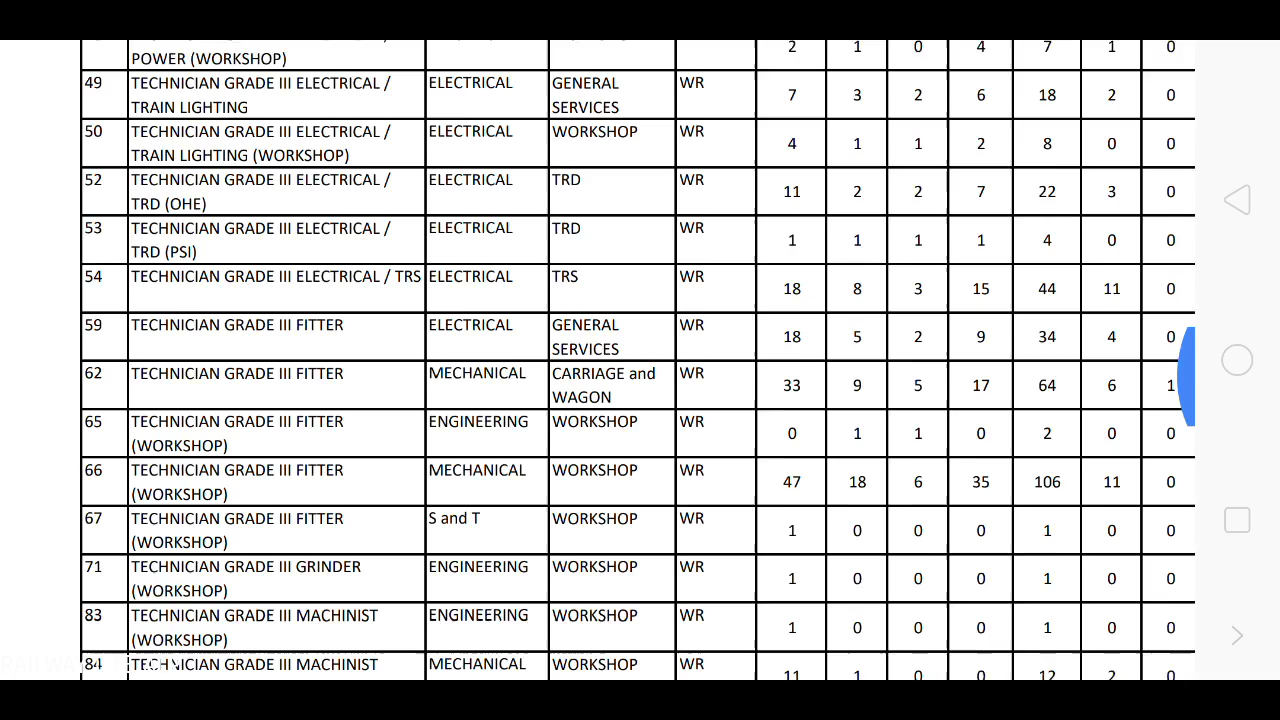 POWER (WORKSHOP) 2 1 0 4 7 1 0
49 TECHNICIAN GRADE III ELECTRICAL / ELECTRICAL GENERAL WR
TRAIN LIGHTING SERVICES 7 3 2 6 18 2 0
50 TECHNICIAN GRADE III ELECTRICAL / ELECTRICAL WORKSHOP WR
TRAIN LIGHTING (WORKSHOP) 4 1 1 2 8 0 0
52 TECHNICIAN GRADE III ELECTRICAL / ELECTRICAL TRD WR
TRD (OHE) 11 2 2 7 22 3 0
53 TECHNICIAN GRADE III ELECTRICAL / ELECTRICAL TRD WR
TRD (PSI) 1 1 1 1 4 0 0
54 TECHNICIAN GRADE III ELECTRICAL / TRS ELECTRICAL TRS WR
18 8 3 15 44 11 0
59 TECHNICIAN GRADE III FITTER ELECTRICAL GENERAL WR
SERVICES 18 5 2 9 34 4 0
62 TECHNICIAN GRADE III FITTER MECHANICAL CARRIAGE and WR
WAGON 33 9 5 17 64 6 1
65 TECHNICIAN GRADE III FITTER ENGINEERING WORKSHOP WR
(WORKSHOP) 0 1 1 0 2 0 0
66 TECHNICIAN GRADE III FITTER MECHANICAL WORKSHOP WR
(WORKSHOP) 47 18 6 35 106 11 0
67 TECHNICIAN GRADE III FITTER S and T WORKSHOP WR
(WORKSHOP) 1 0 0 0 1 0 0
71 TECHNICIAN GRADE III GRINDER ENGINEERING WORKSHOP WR
(WORKSHOP) 1 0 0 0 1 0 0
83 TECHNICIAN GRADE III MACHINIST ENGINEERING WORKSHOP WR
(WORKSHOP) 1 0 0 0 1 0 0
84 TECHNICIAN GRADE III MACHINIST MECHANICAL WORKSHOP WR
11 1 0 0 12 2 0